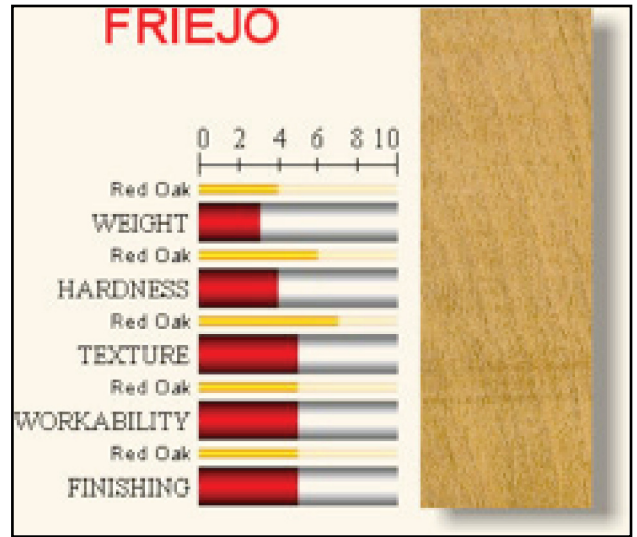 FRIEJO
0 2 4 6 8 10
Red Oak
WEIGHT
Red Oak
HARDNESS
Red Oak
TEXTURE
Red Oak
WORKABILITY
Red Oak
FINISHING